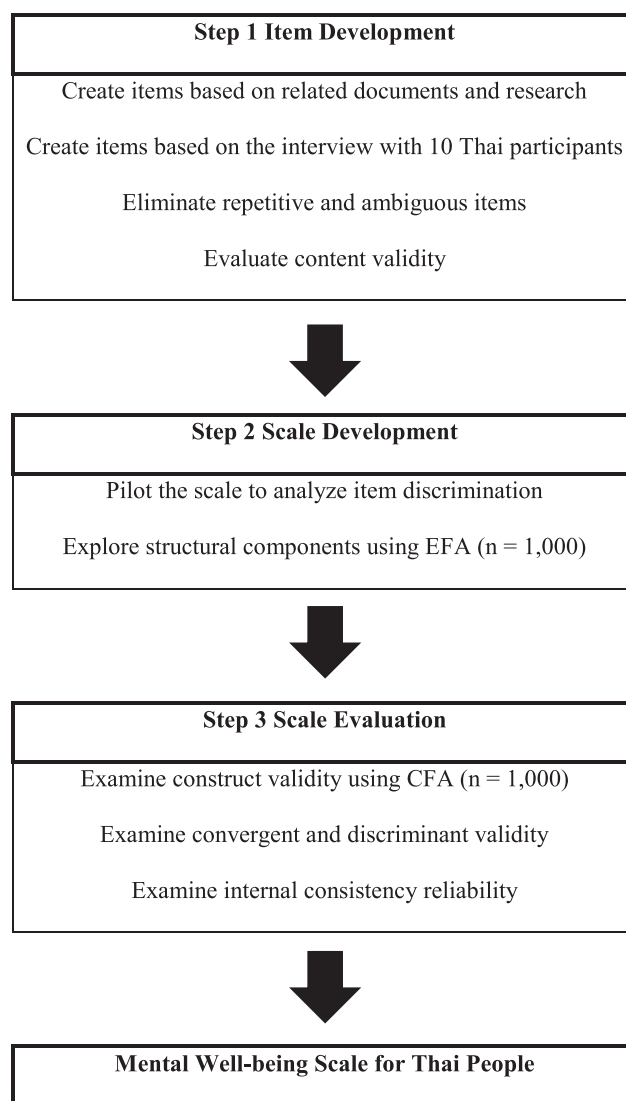 Step 1 Item Development
Create items based on related documents and research
Create items based on the interview with 10 Thai participants
Eliminate repetitive and ambiguous items
Evaluate content validity
Step 2 Scale Development
Pilot the scale to analyze item discrimination
Explore structural components using EFA (n = 1,000)
Step 3 Scale Evaluation
Examine construct validity using CFA (n = 1,000)
Examine convergent and discriminant validity
Examine internal consistency reliability
Mental Well-being Scale for Thai People